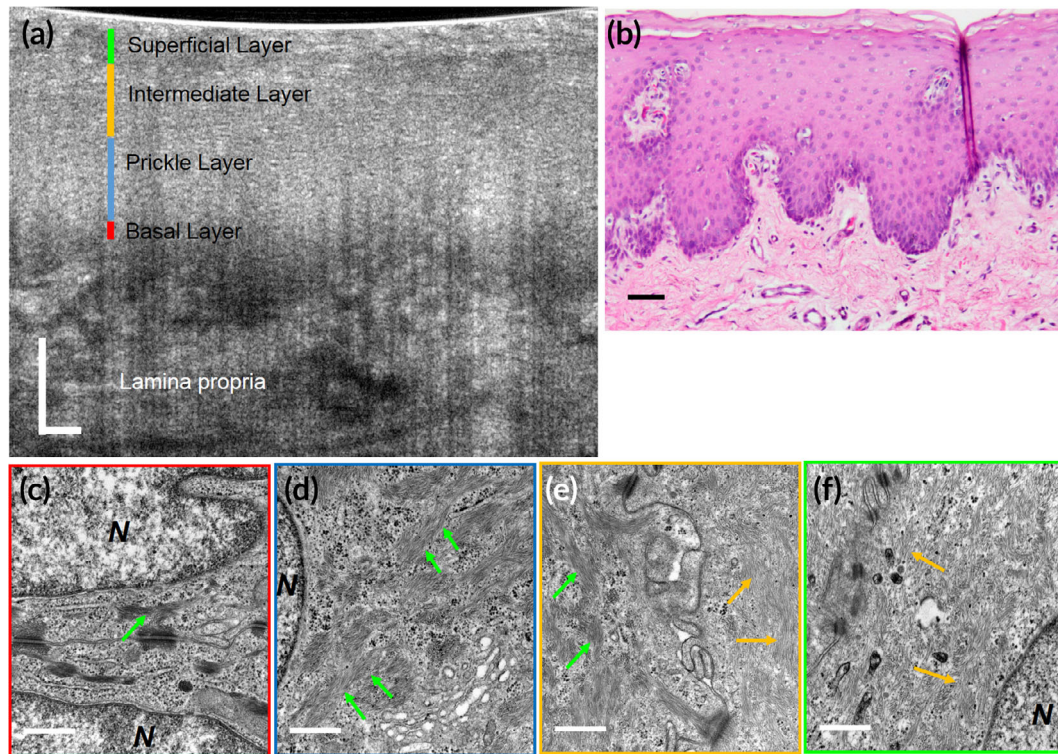 (a)
Superficial Layer
Intermediate Layer
Prickle Layer
Basal Layer
Lamina propria
(b)
(c)
N
N
(d)
N
(e)
(f)
N